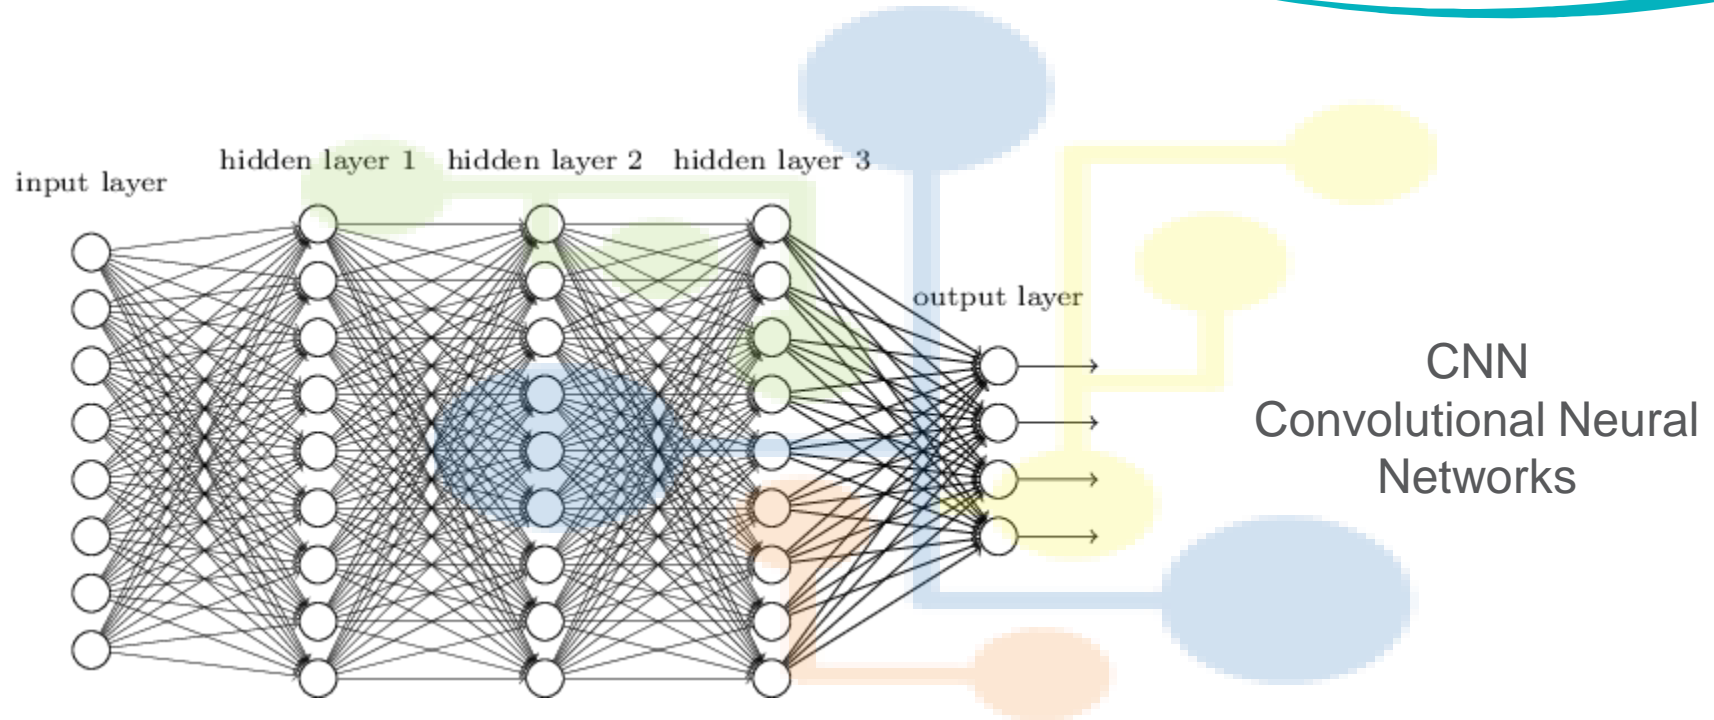 input layer
hidden layer 1
hidden layer 2
hidden layer 3
output layer
CNN
Convolutional Neural
Networks